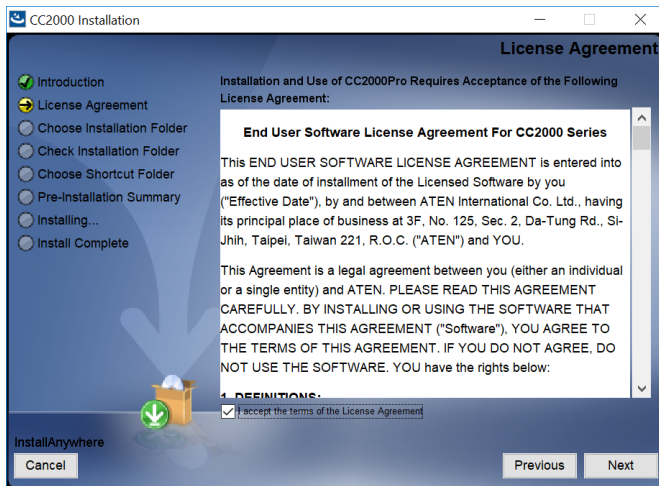 CC2000 Installation
License Agreement
Introduction
License Agreement
Choose Installation Folder
Check Installation Folder
Choose Shortcut Folder
Pre-Installation Summary
Installing...
Install Complete
Installation and Use of CC2000Pro Requires Acceptance of the Following
License Agreement:
End User Software License Agreement For CC2000 Series
This END USER SOFTWARE LICENSE AGREEMENT is entered into
as of the date of installment of the Licensed Software by you
("Effective Date"), by and between ATEN International Co. Ltd., having
its principal place of business at 3F, No. 125, Sec. 2, Da-Tung Rd., Si-
Jhih, Taipei, Taiwan 221, R.O.C. ("ATEN") and YOU.
This Agreement is a legal agreement between you (either an individual
or a single entity) and ATEN. PLEASE READ THIS AGREEMENT
CAREFULLY. BY INSTALLING OR USING THE SOFTWARE THAT
ACCOMPANIES THIS AGREEMENT ("Software"), YOU AGREE TO
THE TERMS OF THIS AGREEMENT. IF YOU DO NOT AGREE, DO
NOT USE THE SOFTWARE. YOU have the rights below:
1. DEFINITIONS:
I accept the terms of the License Agreement
InstallAnywhere
Cancel
Previous
Next